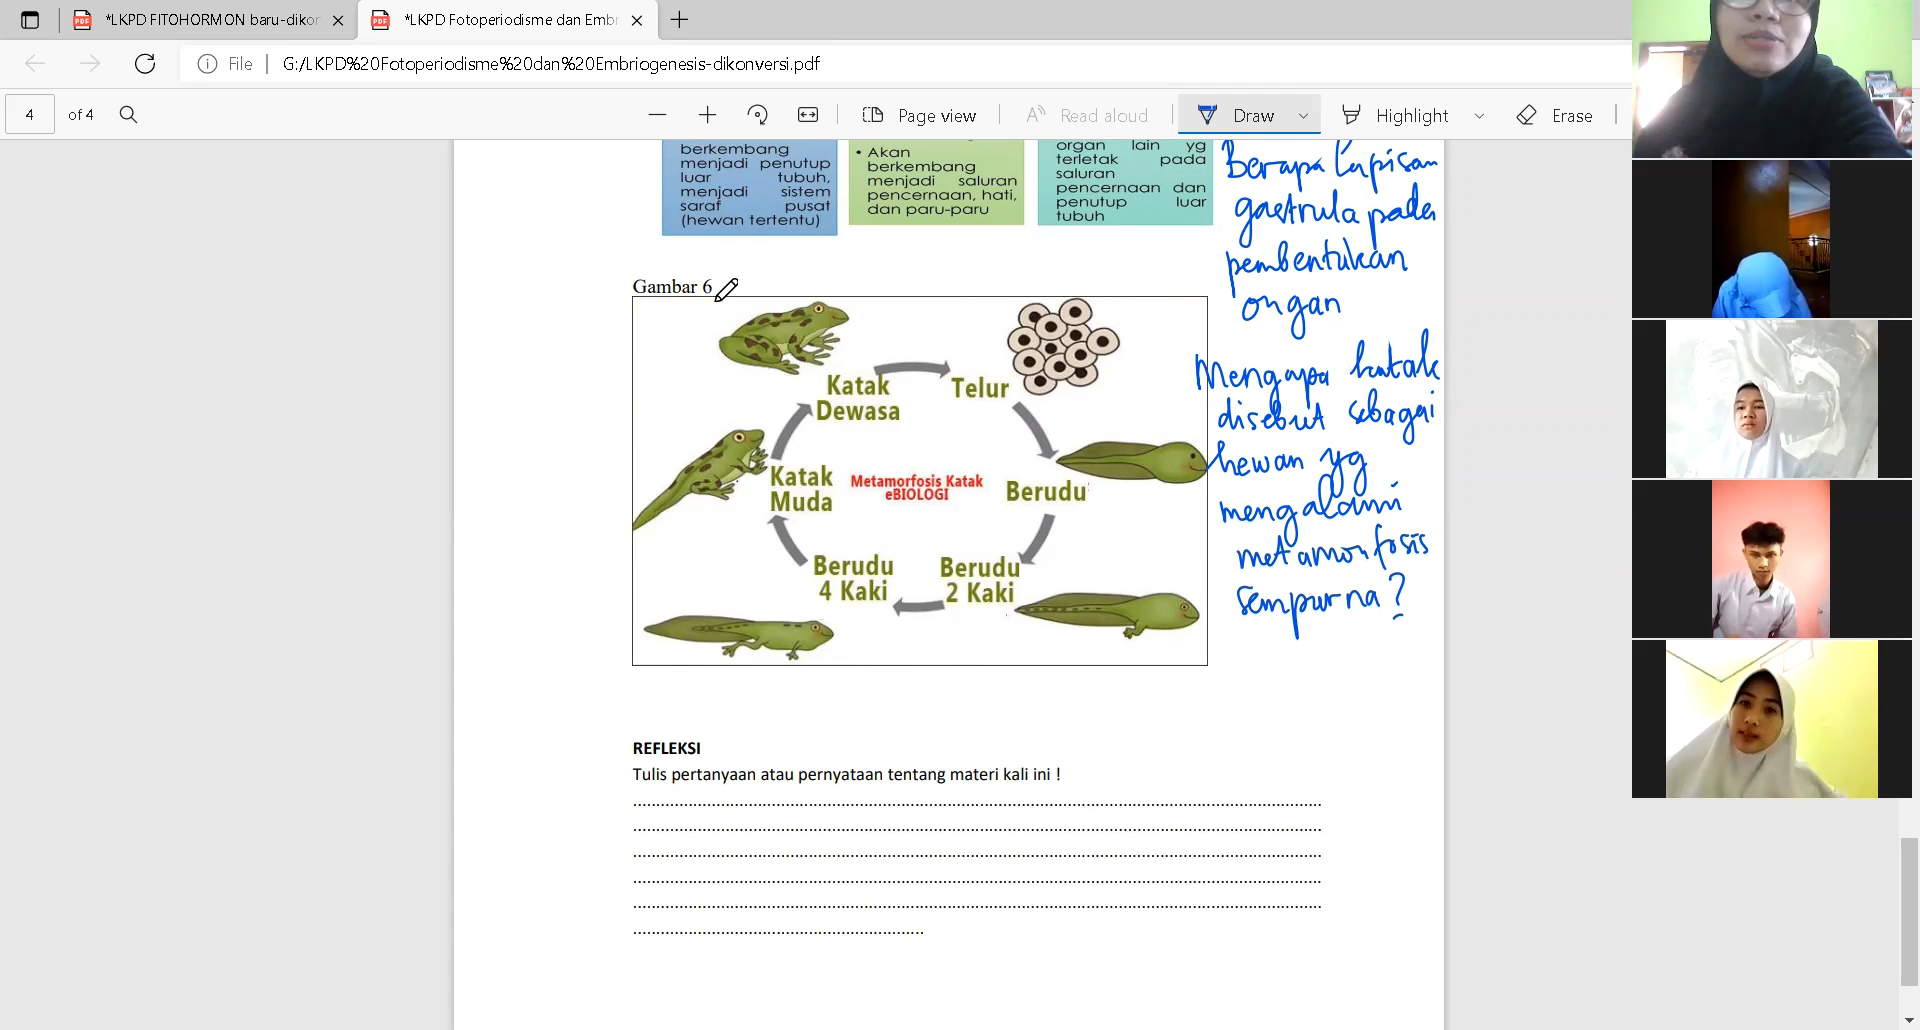 *LKPD FITOHORMON baru-dikon
*LKPD Fotoperiodisme dan Embr
File
G:/LKPD%20Fotoperiodisme%20dan%20Embriogenesis-dikonversi.pdf
4
of 4
Page view
Read aloud
Draw
Highlight
Erase
berkembang
menjadi penutup
luar tubuh,
menjadi sistem
saraf pusat
(hewan tertentu)
• Akan
berkembang
menjadi saluran
pencernaan, hati,
dan paru-paru
organ lain yg
terletak pada
saluran
pencernaan dan
penutup luar
tubuh
Berapa lapisan
gastrula pada
pembentukan
organ
Gambar 6
Katak
Dewasa
Telur
Berudu
Berudu
2 Kaki
Berudu
4 Kaki
Katak
Muda
Metamorfosis Katak
eBIOLOGI
Mengapa katak
disebut sebagai
hewan yg
mengalami
metamorfosis
sempurna?
REFLEKSI
Tulis pertanyaan atau pernyataan tentang materi kali ini !